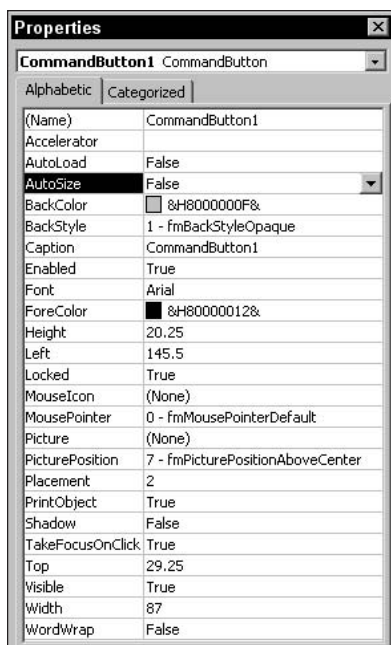 Properties
CommandButton1 CommandButton
Alphabetic Categorized
(Name) CommandButton1
Accelerator
AutoLoad False
AutoSize False
BackColor &H8000000F&
BackStyle 1 - fmBackStyleOpaque
Caption CommandButton1
Enabled True
Font Arial
ForeColor &H80000012&
Height 20.25
Left 145.5
Locked True
MouseIcon (None)
MousePointer 0 - fmMousePointerDefault
Picture (None)
PicturePosition 7 - fmPicturePositionAboveCenter
Placement 2
PrintObject True
Shadow False
TakeFocusOnClick True
Top 29.25
Visible True
Width 87
WordWrap False